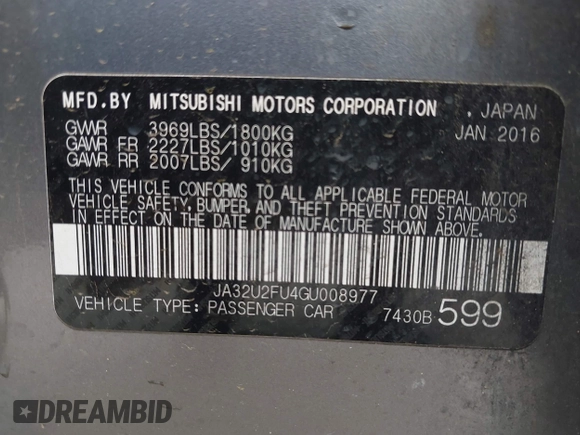 MFD.BY MITSUBISHI MOTORS CORPORATION . JAPAN
GVWR 3969LBS/1800KG JAN 2016
GAWR FR 2227LBS/1010KG
GAWR RR 2007LBS/ 910KG
THIS VEHICLE CONFORMS TO ALL APPLICABLE FEDERAL MOTOR
VEHICLE SAFETY, BUMPER, AND THEFT PREVENTION STANDARDS
IN EFFECT ON THE DATE OF MANUFACTURE SHOWN ABOVE.
JA32U2FU4GU008977
VEHICLE TYPE: PASSENGER CAR 7430B 599
DREAMBID